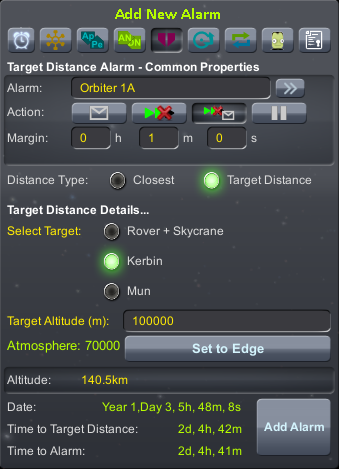 Add New Alarm
Ap Pe AN DN
Target Distance Alarm - Common Properties
Alarm: Orbiter 1A
Action:
Margin: 0 h 1 m 0 s
Distance Type: Closest Target Distance
Target Distance Details...
Select Target: Rover + Skycrane
Kerbin
Mun
Target Altitude (m): 100000
Atmosphere: 70000 Set to Edge
Altitude: 140.5km
Date: Year 1,Day 3, 5h, 48m, 8s
Time to Target Distance: 2d, 4h, 42m
Time to Alarm: 2d, 4h, 41m
Add Alarm